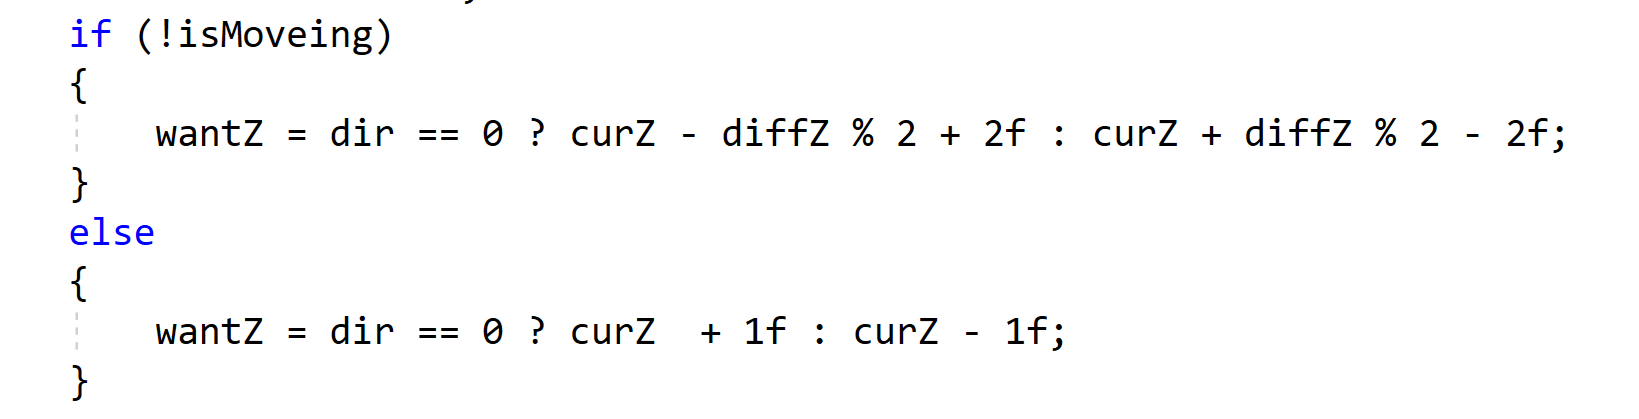 if (!isMoveing)
{
    wantZ = dir == 0 ? curZ - diffZ % 2 + 2f : curZ + diffZ % 2 - 2f;
}
else
{
    wantZ = dir == 0 ? curZ  + 1f : curZ - 1f;
}